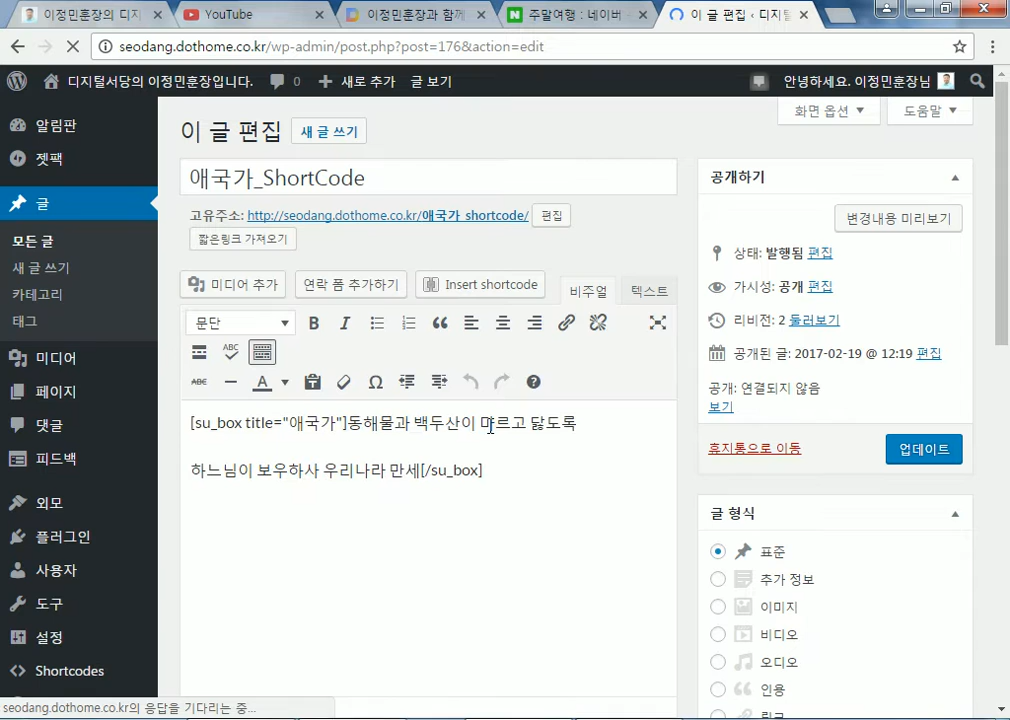 이정민훈장의 디지
YouTube
이정민훈장과 함께
주말여행 : 네이버
이 글 편집 ‹ 디지털
seodang.dothome.co.kr/wp-admin/post.php?post=176&action=edit
디지털서당의 이정민훈장입니다.
0
새로 추가
글 보기
안녕하세요. 이정민훈장님
알림판
젯팩
글
모든 글
새 글 쓰기
카테고리
태그
미디어
페이지
댓글
피드백
외모
플러그인
사용자
도구
설정
Shortcodes
이 글 편집
새 글 쓰기
화면 옵션
도움말
애국가_ShortCode
고유주소: http://seodang.dothome.co.kr/애국가_shortcode/
편집
짧은링크 가져오기
미디어 추가
연락 폼 추가하기
Insert shortcode
비주얼
텍스트
문단
B
I
ABC
ABC
A
[su_box title="애국가"]동해물과 백두산이 마르고 닳도록
하느님이 보우하사 우리나라 만세[/su_box]
공개하기
변경내용 미리보기
상태: 발행됨 편집
가시성: 공개 편집
리비전: 2 둘러보기
공개된 글: 2017-02-19 @ 12:19 편집
공개: 연결되지 않음
보기
휴지통으로 이동
업데이트
글 형식
표준
추가 정보
이미지
비디오
오디오
인용
링크
seodang.dothome.co.kr의 응답을 기다리는 중...